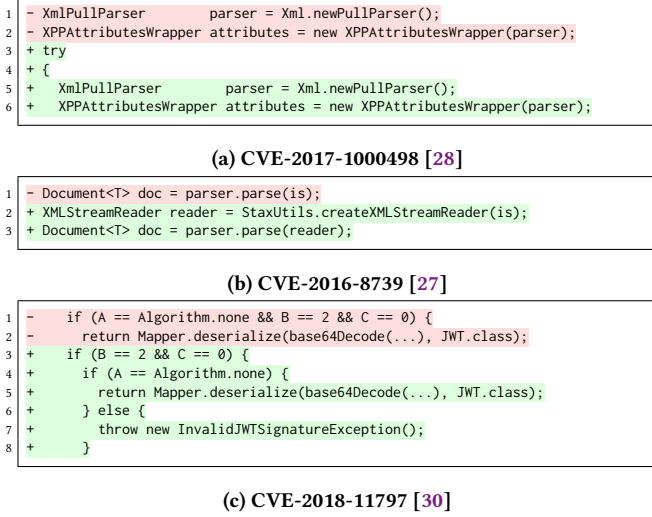 1 - XmlPullParser         parser = Xml.newPullParser();
2 - XPPAttributesWrapper attributes = new XPPAttributesWrapper(parser);
3 + try
4 + {
5 +   XmlPullParser         parser = Xml.newPullParser();
6 +   XPPAttributesWrapper attributes = new XPPAttributesWrapper(parser);
(a) CVE-2017-1000498 [28]
1 - Document<T> doc = parser.parse(is);
2 + XMLStreamReader reader = StaxUtils.createXMLStreamReader(is);
3 + Document<T> doc = parser.parse(reader);
(b) CVE-2016-8739 [27]
1 -    if (A == Algorithm.none && B == 2 && C == 0) {
2 -      return Mapper.deserialize(base64Decode(...), JWT.class);
3 +    if (B == 2 && C == 0) {
4 +      if (A == Algorithm.none) {
5 +        return Mapper.deserialize(base64Decode(...), JWT.class);
6 +      } else {
7 +        throw new InvalidJWTSignatureException();
8 +      }
(c) CVE-2018-11797 [30]